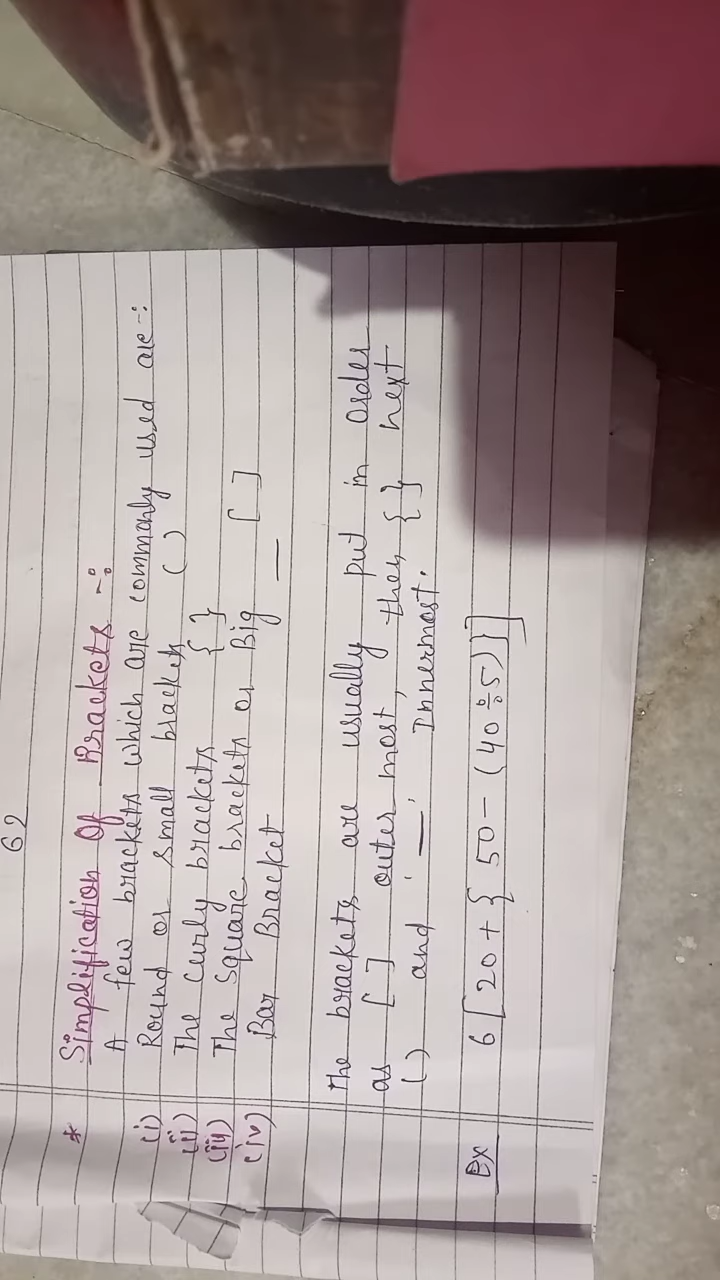 62
* Simplification Of Brackets -:
A few brackets which are commonly used are -:
(i) Round or small brackets ( )
(ii) The curly brackets { }
(iii) The square brackets or Big [ ]
(iv) Bar Bracket —
The brackets are usually put in order
as [ ] outer most, then { } next
( ) and '—' Innermost.
Ex 6[20+{50-(40÷5)}]